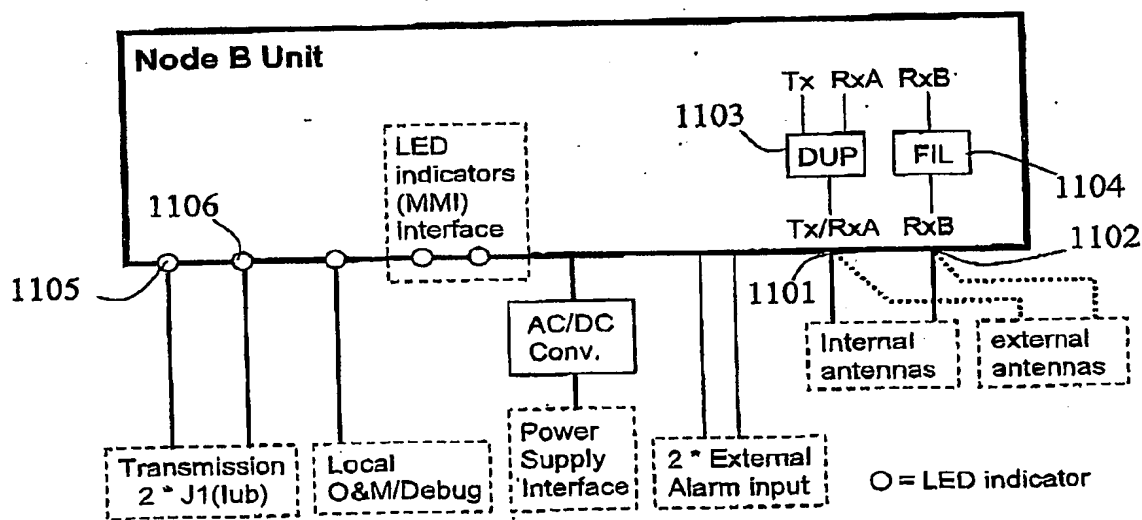 Node B Unit
Tx RxA RxB
1103
DUP
FIL
1104
LED
indicators
(MMI)
Interface
1106
Tx/RxA RxB
1102
1105
1101
AC/DC
Conv.
Internal
antennas
external
antennas
Transmission
2 * J1(Iub)
Local
O&M/Debug
Power
Supply
Interface
2 * External
Alarm input
O = LED indicator